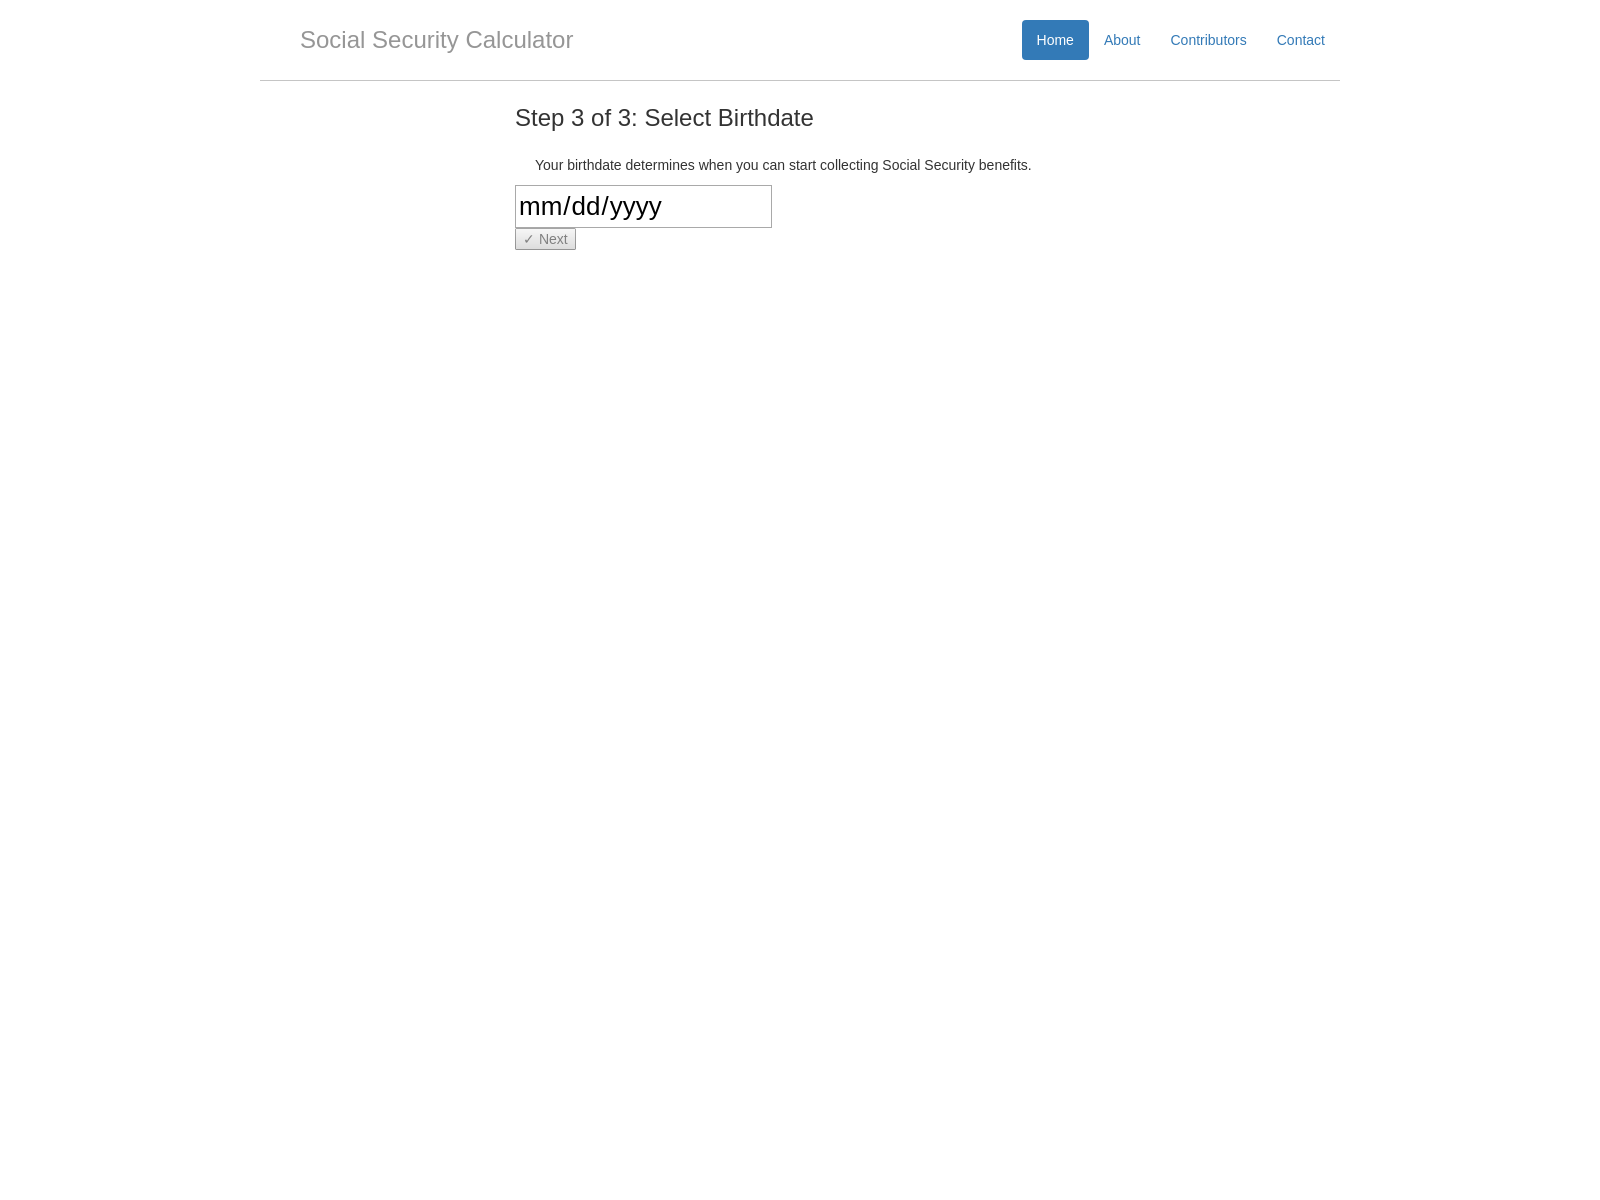 Social Security Calculator
Home
About
Contributors
Contact
Step 3 of 3: Select Birthdate
Your birthdate determines when you can start collecting Social Security benefits.
mm/dd/yyyy
✓ Next